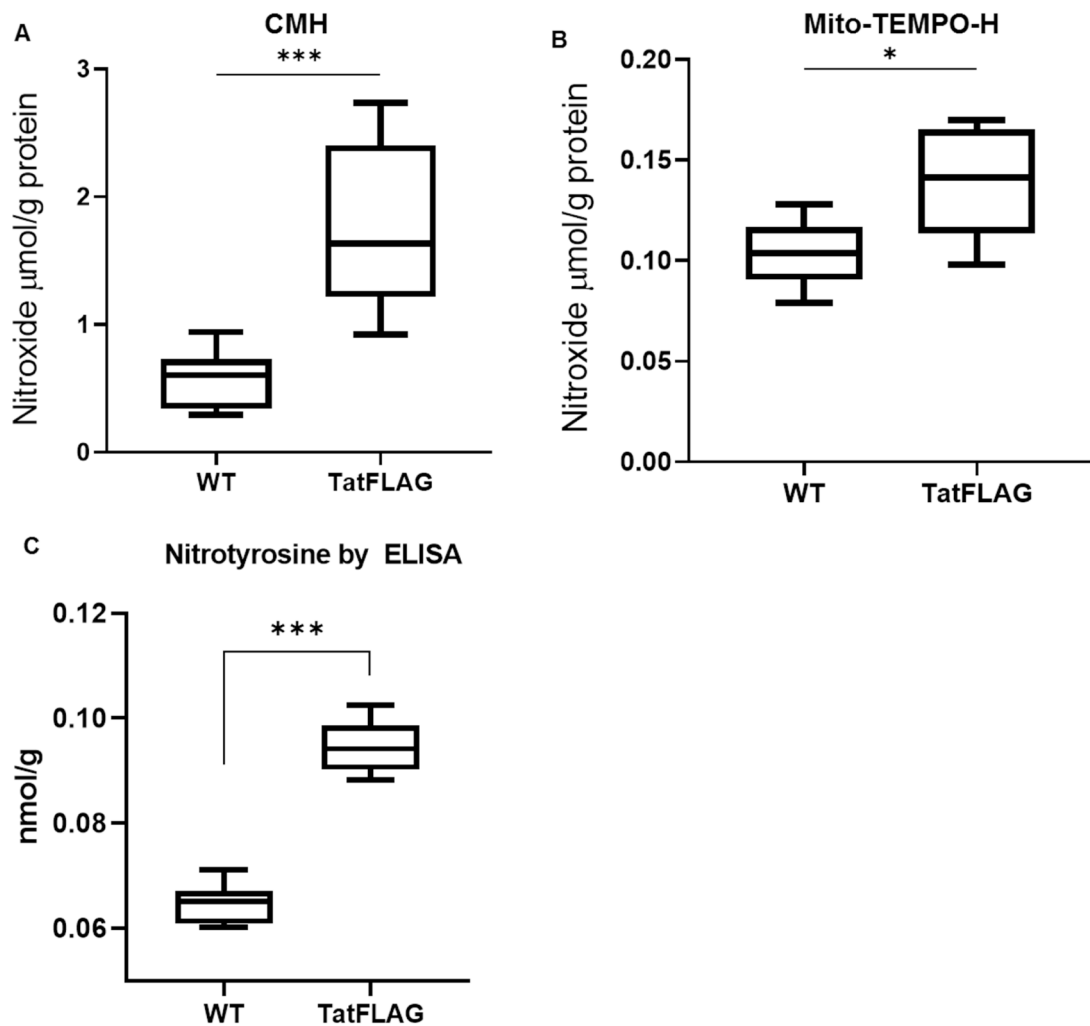 A
CMH
***
Nitroxide μmol/g protein
3
2
1
0
WT
TatFLAG
B
Mito-TEMPO-H
*
Nitroxide μmol/g protein
0.20
0.15
0.10
0.05
0.00
WT
TatFLAG
C
Nitrotyrosine by ELISA
***
nmol/g
0.12
0.10
0.08
0.06
WT
TatFLAG